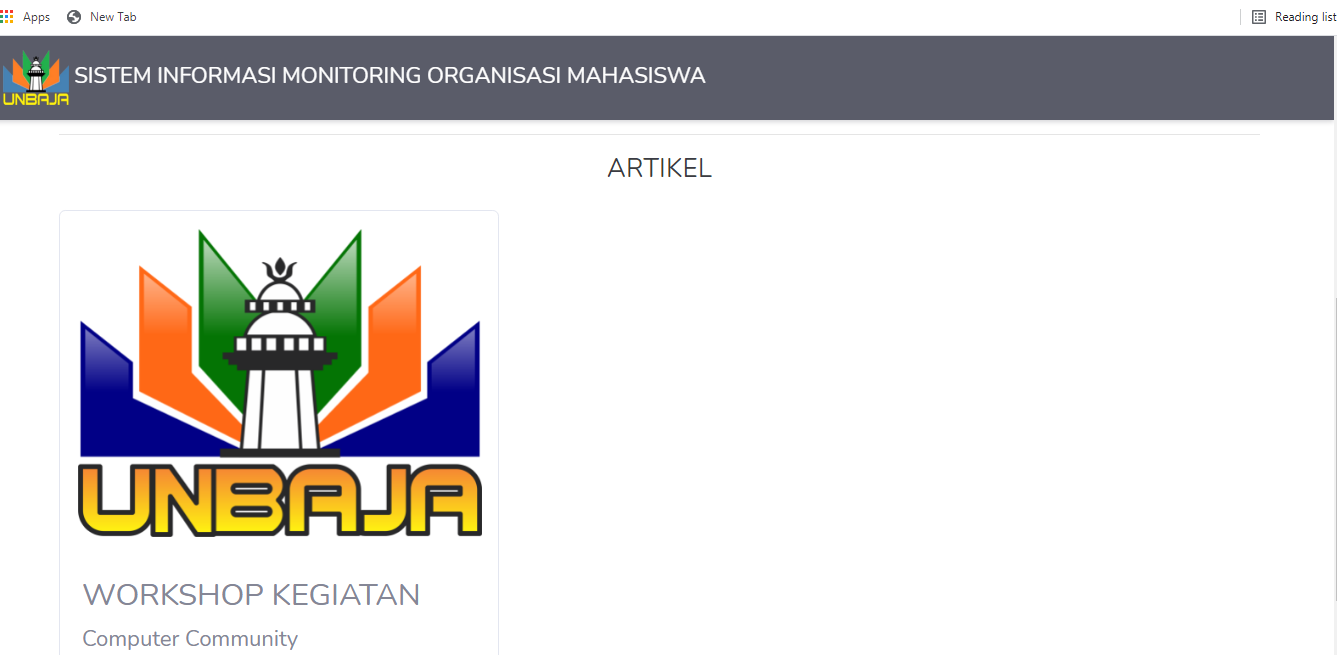 Apps New Tab Reading list
UNBAJA SISTEM INFORMASI MONITORING ORGANISASI MAHASISWA
ARTIKEL
UNBAJA
WORKSHOP KEGIATAN
Computer Community